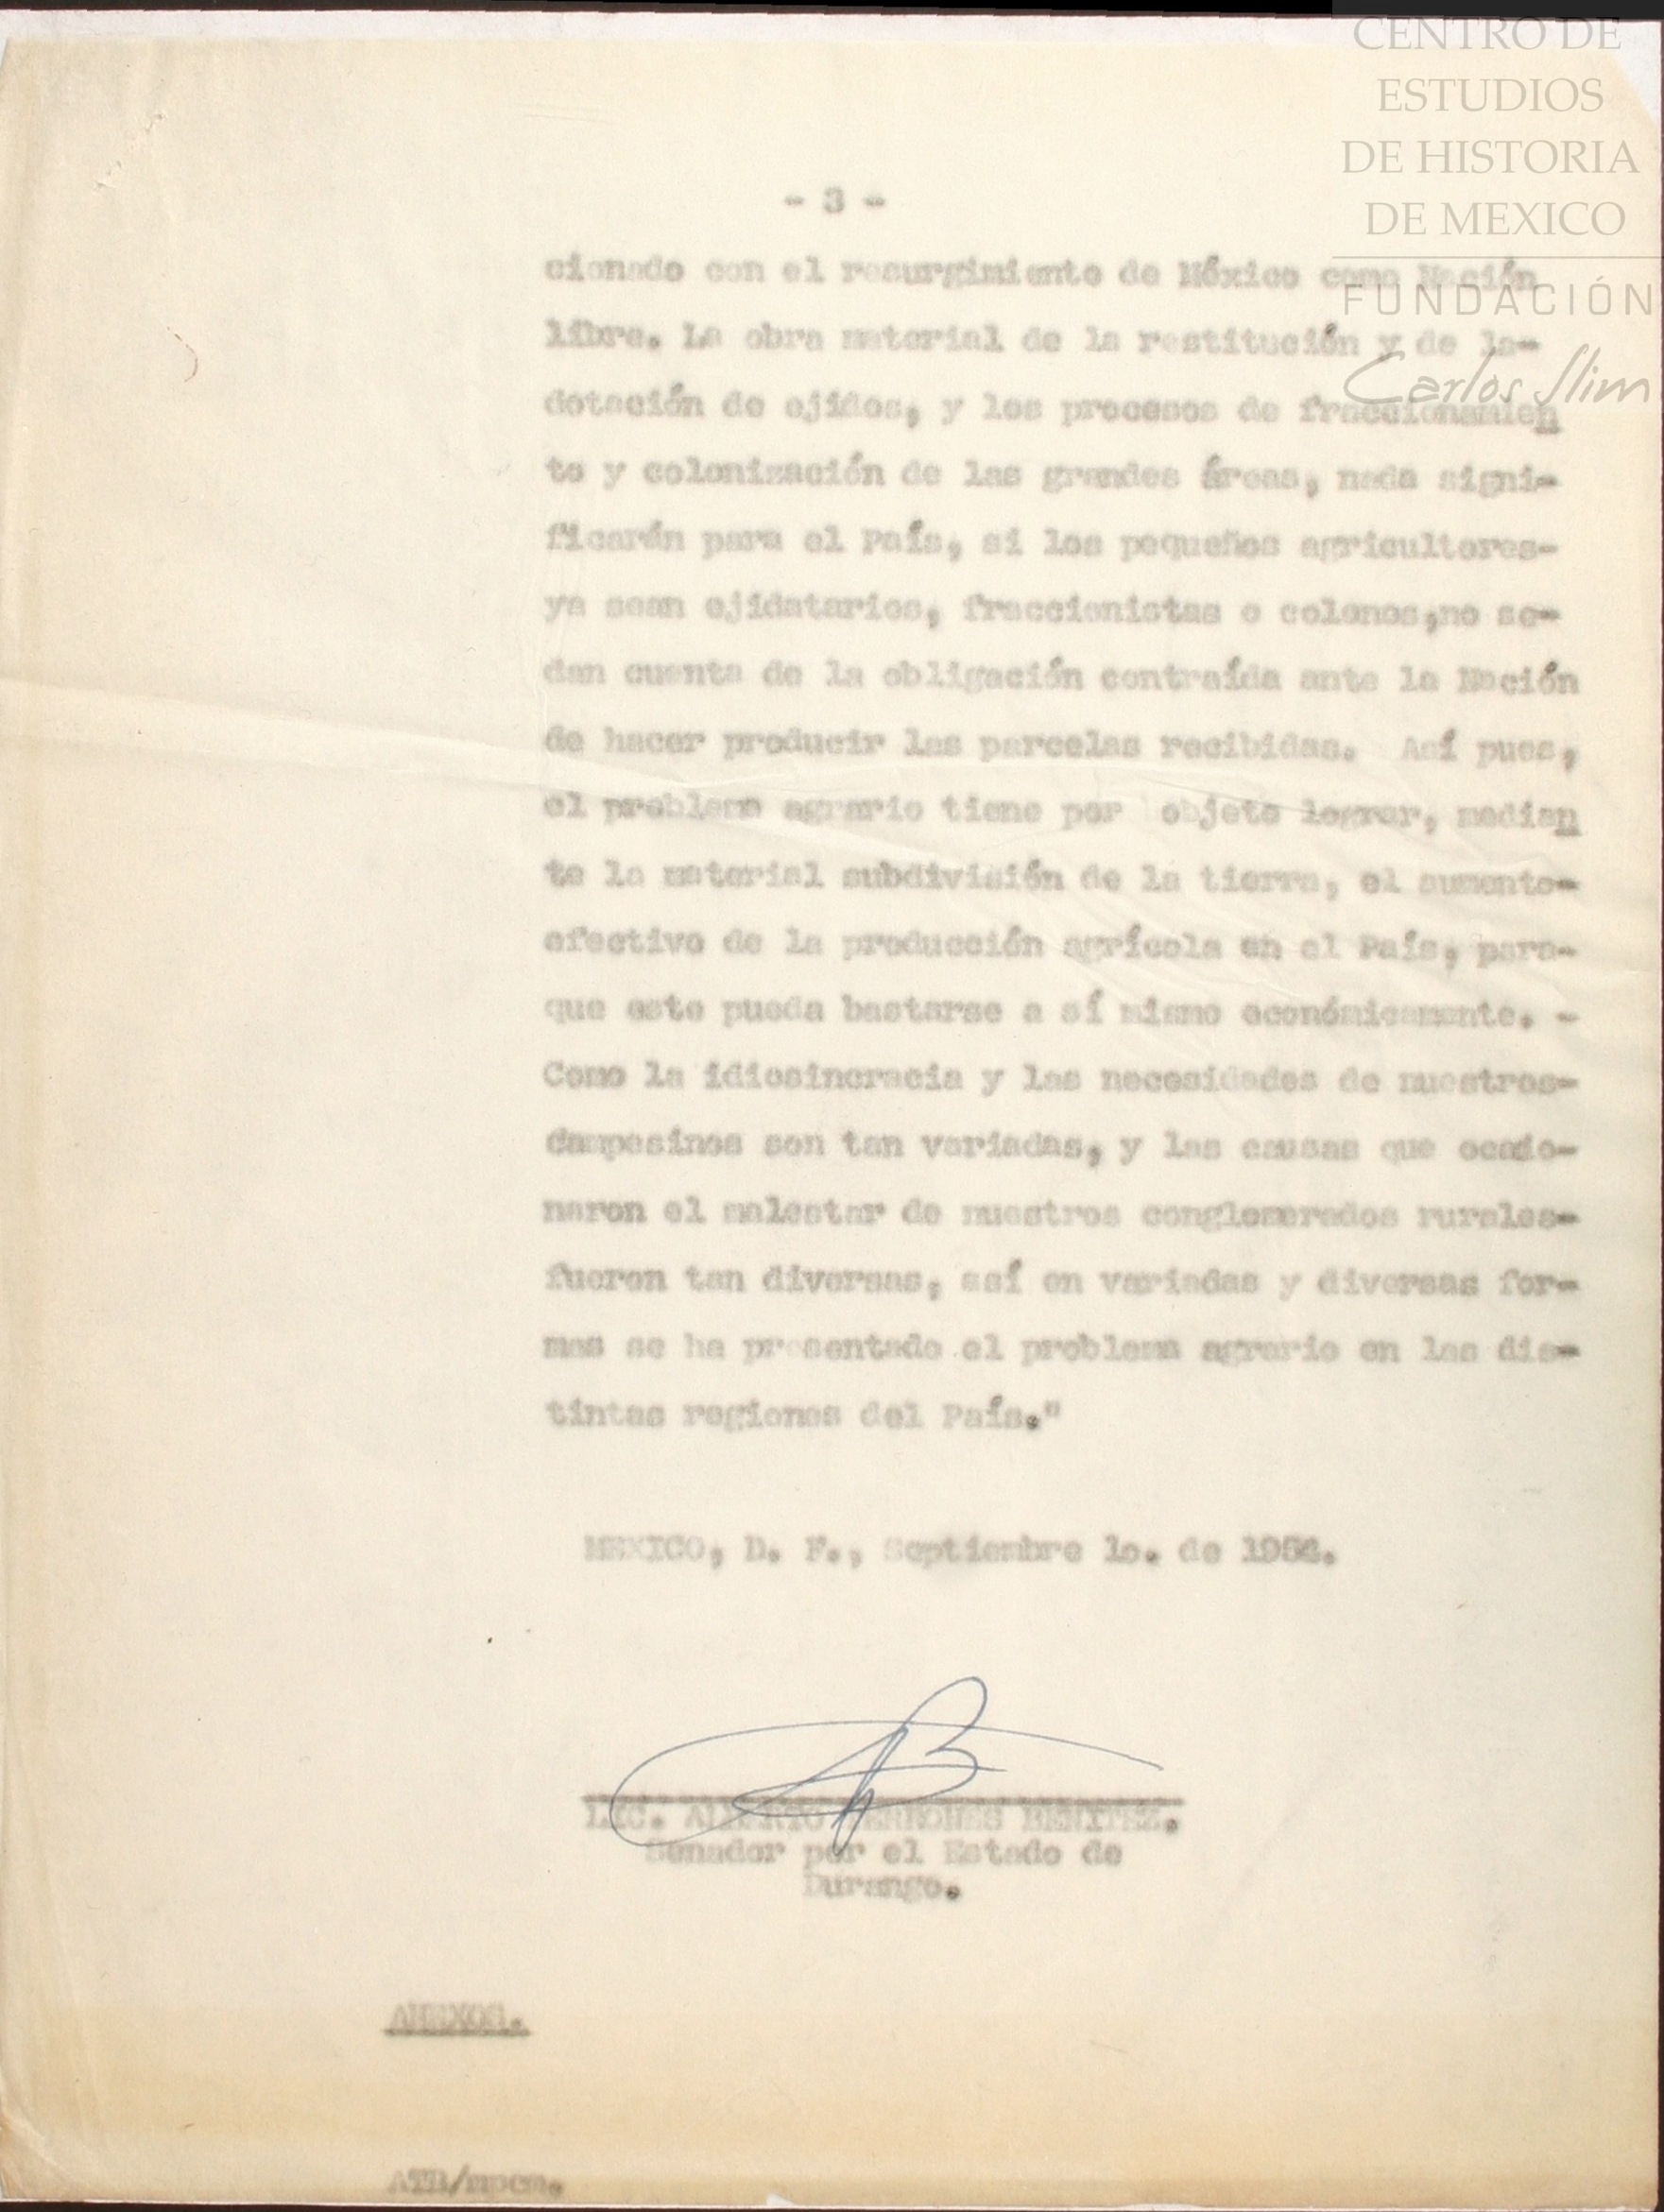 CENTRO DE
ESTUDIOS
DE HISTORIA
DE MEXICO
FUNDACIÓN
Carlos Slim
- 3 -
cionado con el resurgimiento de México como Nación
libre. La obra material de la restitución y de la-
dotación de ejidos, y los procesos de fraccionamien
to y colonización de las grandes áreas, nada signi-
ficarán para el País, si los pequeños agricultores-
ya sean ejidatarios, fraccionistas o colonos,no se-
dan cuenta de la obligación contraída ante la Nación
de hacer producir las parcelas recibidas. Así pues,
el problema agrario tiene por objeto lograr, median
te la material subdivisión de la tierra, el aumento-
efectivo de la producción agrícola en el País, para-
que este pueda bastarse a sí mismo económicamente. -
Como la idiosincracia y las necesidades de nuestros-
campesinos son tan variadas, y las causas que ocasio-
naron el malestar de nuestros conglomerados rurales-
fueron tan diversas, así en variadas y diversas for-
mas se ha presentado el problema agrario en las dis-
tintas regiones del País."
MEXICO, D. F., Septiembre 1o. de
LIC. ALBERTO TERRONES BENITEZ.
Senador por el Estado de
Durango.
ANEXOS.
ATB/mpcm.